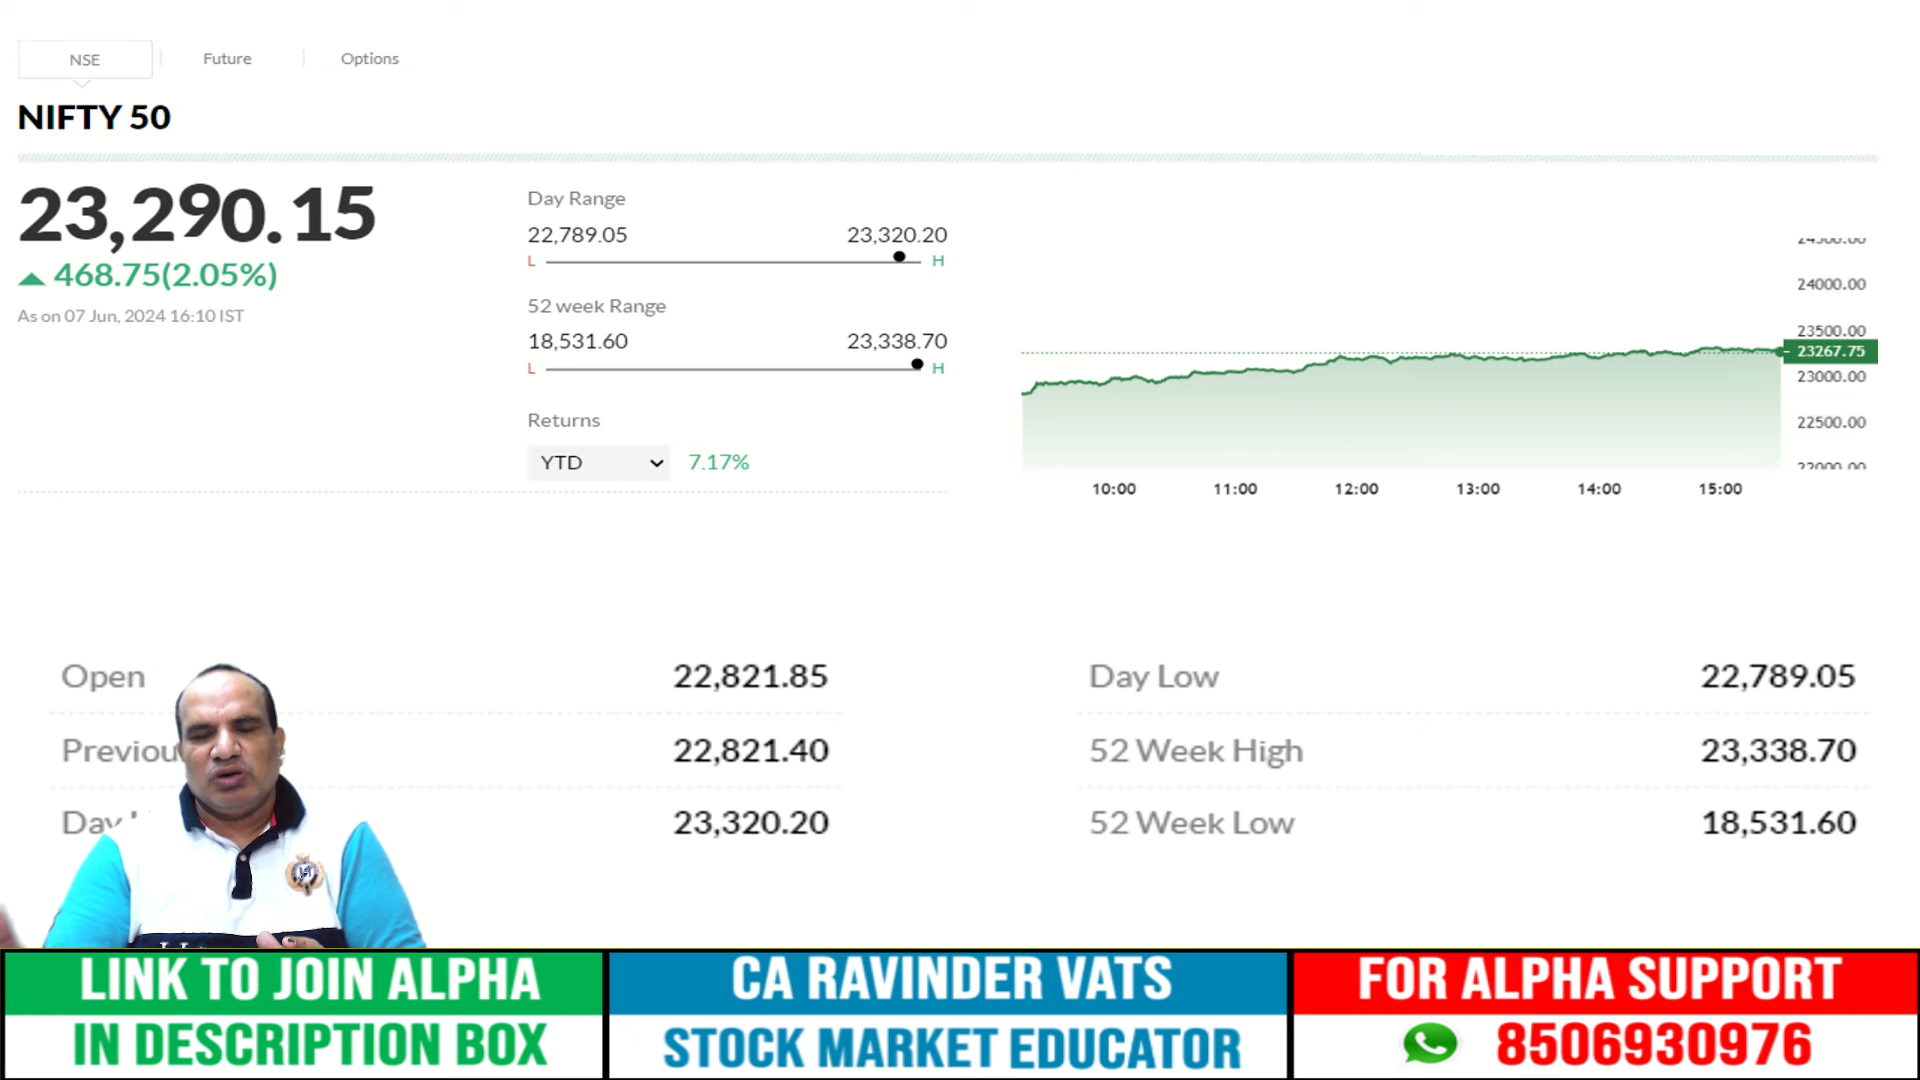 NSE
Future
Options
NIFTY 50
23,290.15
468.75(2.05%)
As on 07 Jun, 2024 16:10 IST
Day Range
22,789.05 23,320.20
L H
52 week Range
18,531.60 23,338.70
L H
Returns
YTD 7.17%
24500.00
24000.00
23500.00
23267.75
23000.00
22500.00
22000.00
10:00 11:00 12:00 13:00 14:00 15:00
Open 22,821.85
22,821.40
Day 23,320.20
Day Low 22,789.05
52 Week High 23,338.70
52 Week Low 18,531.60
LINK TO JOIN ALPHA
IN DESCRIPTION BOX
CA RAVINDER VATS
STOCK MARKET EDUCATOR
FOR ALPHA SUPPORT
8506930976